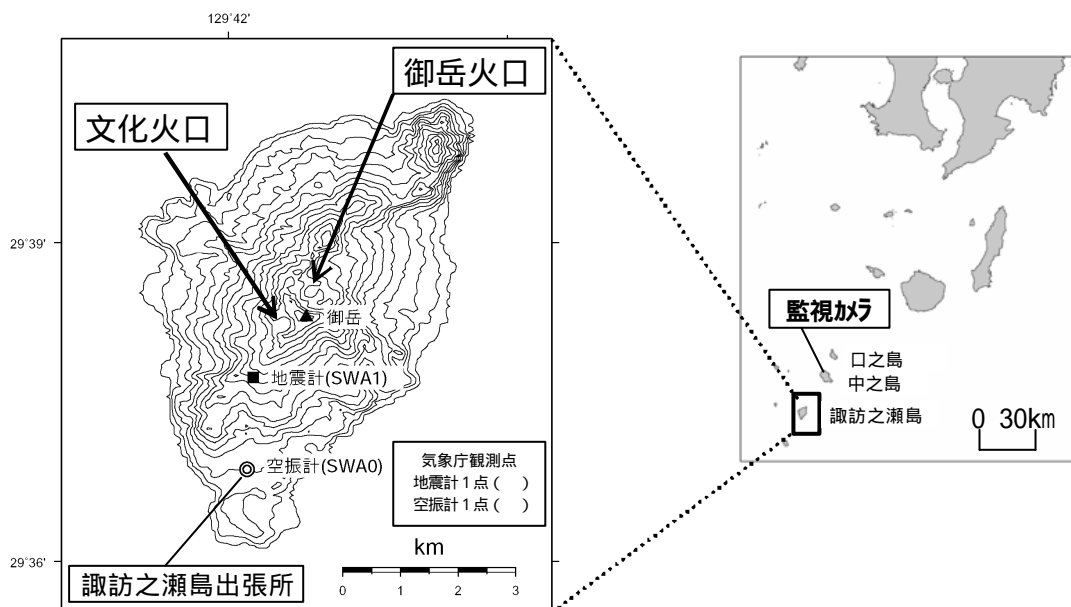 129°42'
御岳火口
文化火口
29°39'
御岳
地震計(SWA1)
空振計(SWA0)
気象庁観測点
地震計1点(　)
空振計1点(　)
29°36'
諏訪之瀬島出張所
km
0 1 2 3
監視ｶﾒﾗ
口之島
中之島
諏訪之瀬島
0 30km